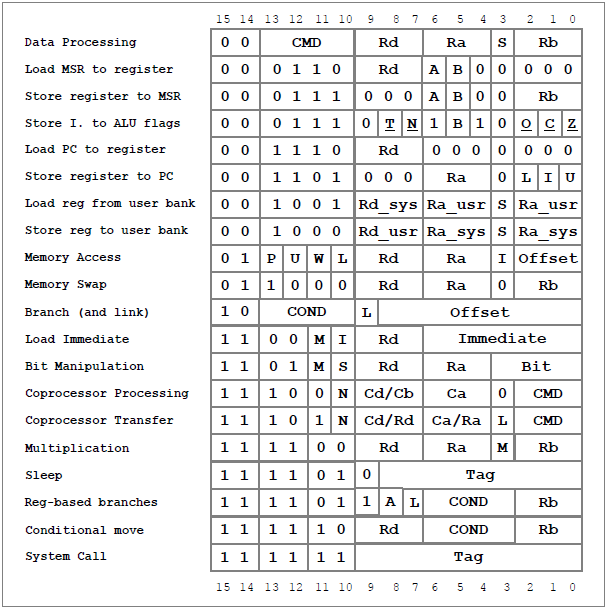 15 14 13 12 11 10 9 8 7 6 5 4 3 2 1 0
Data Processing 0 0 CMD Rd Ra S Rb
Load MSR to register 0 0 0 1 1 0 Rd A B 0 0 0 0 0
Store register to MSR 0 0 0 1 1 1 0 0 0 A B 0 0 Rb
Store I. to ALU flags 0 0 0 1 1 1 0 T N 1 B 1 0 O C Z
Load PC to register 0 0 1 1 1 0 Rd 0 0 0 0 0 0 0
Store register to PC 0 0 1 1 0 1 0 0 0 Ra 0 L I U
Load reg from user bank 0 0 1 0 0 1 Rd_sys Ra_usr S Ra_usr
Store reg to user bank 0 0 1 0 0 0 Rd_usr Ra_sys S Ra_sys
Memory Access 0 1 P U W L Rd Ra I Offset
Memory Swap 0 1 1 0 0 0 Rd Ra 0 Rb
Branch (and link) 1 0 COND L Offset
Load Immediate 1 1 0 0 M I Rd Immediate
Bit Manipulation 1 1 0 1 M S Rd Ra Bit
Coprocessor Processing 1 1 1 0 0 N Cd/Cb Ca 0 CMD
Coprocessor Transfer 1 1 1 0 1 N Cd/Rd Ca/Ra L CMD
Multiplication 1 1 1 1 0 0 Rd Ra M Rb
Sleep 1 1 1 1 0 1 0 Tag
Reg-based branches 1 1 1 1 0 1 1 A L COND Rb
Conditional move 1 1 1 1 1 0 Rd COND Rb
System Call 1 1 1 1 1 1 Tag
15 14 13 12 11 10 9 8 7 6 5 4 3 2 1 0